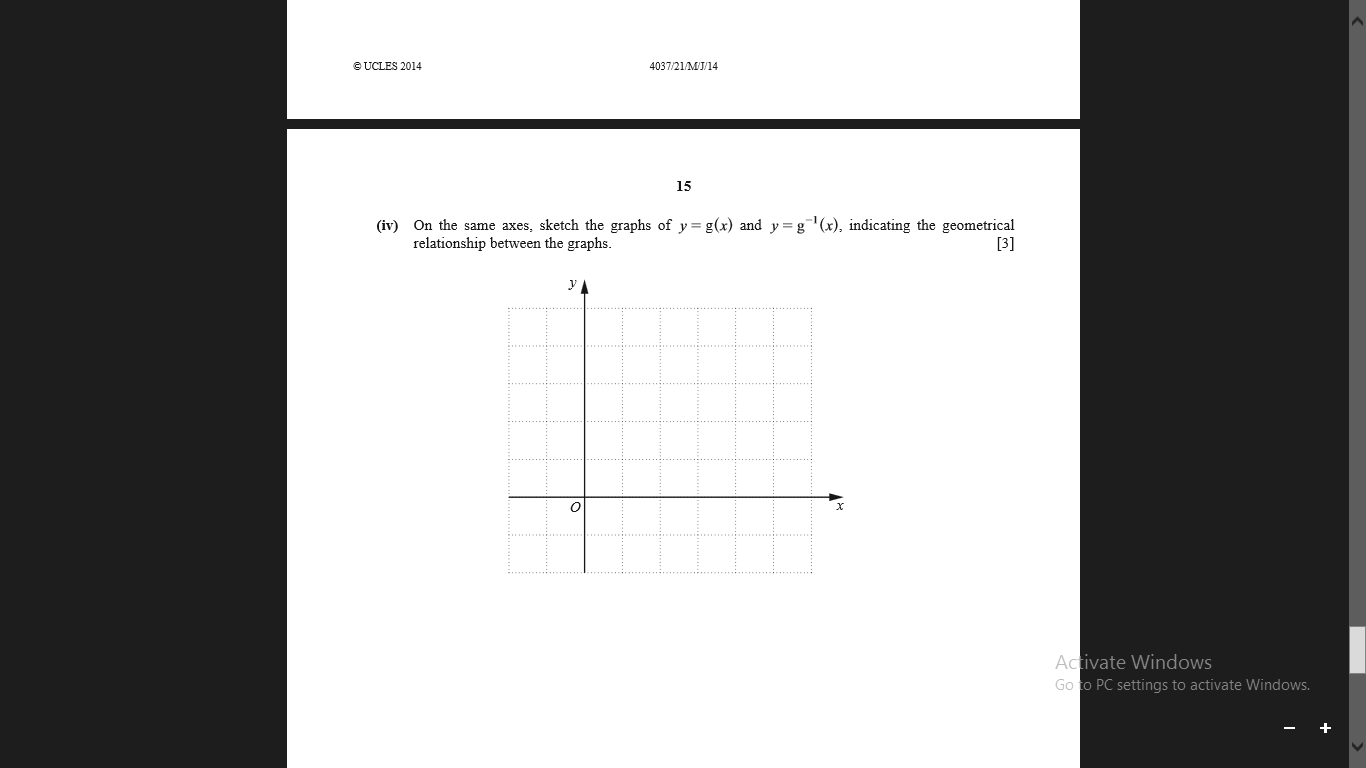 © UCLES 2014 4037/21/M/J/14
15
(iv) On the same axes, sketch the graphs of y = g(x) and y = g⁻¹(x), indicating the geometrical
relationship between the graphs. [3]
y
O
x
Activate Windows
Go to PC settings to activate Windows.